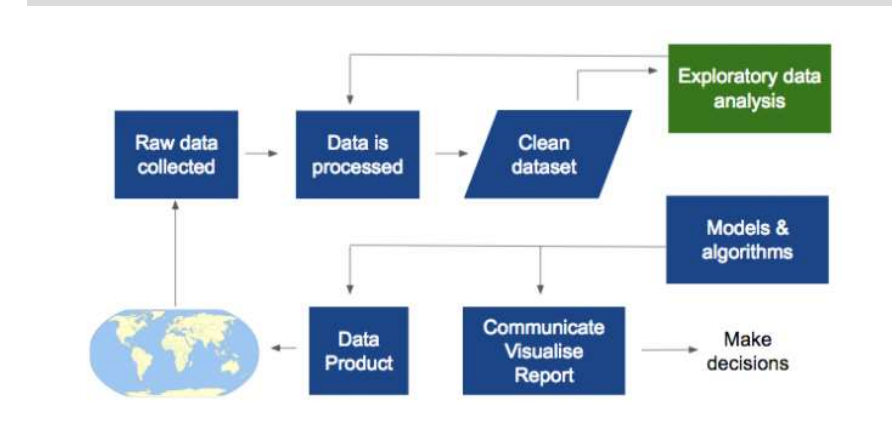 Exploratory data
analysis
Raw data
collected
Data is
processed
Clean
dataset
Models &
algorithms
Data
Product
Communicate
Visualise
Report
Make
decisions